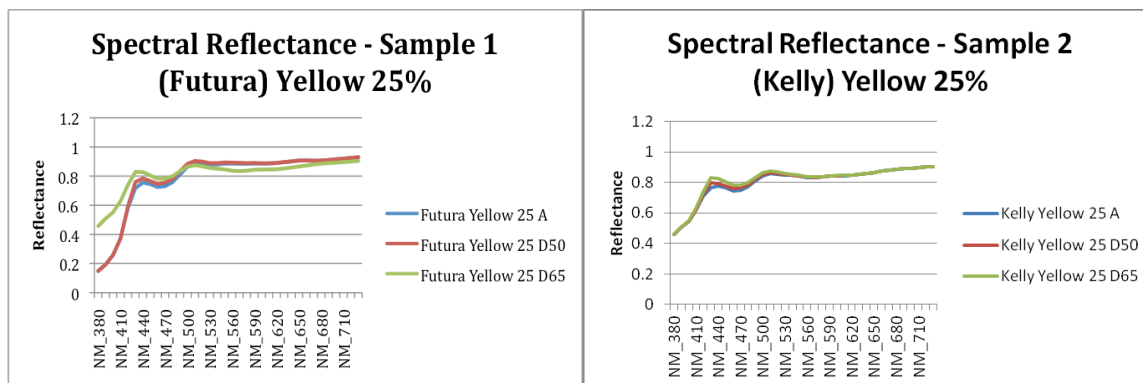 Spectral Reflectance - Sample 1
(Futura) Yellow 25%
Reflectance
1.2
1
0.8
0.6
0.4
0.2
0
NM_380
NM_410
NM_440
NM_470
NM_500
NM_530
NM_560
NM_590
NM_620
NM_650
NM_680
NM_710
Futura Yellow 25 A
Futura Yellow 25 D50
Futura Yellow 25 D65
Spectral Reflectance - Sample 2
(Kelly) Yellow 25%
Reflectance
1.2
1
0.8
0.6
0.4
0.2
0
NM_380
NM_410
NM_440
NM_470
NM_500
NM_530
NM_560
NM_590
NM_620
NM_650
NM_680
NM_710
Kelly Yellow 25 A
Kelly Yellow 25 D50
Kelly Yellow 25 D65